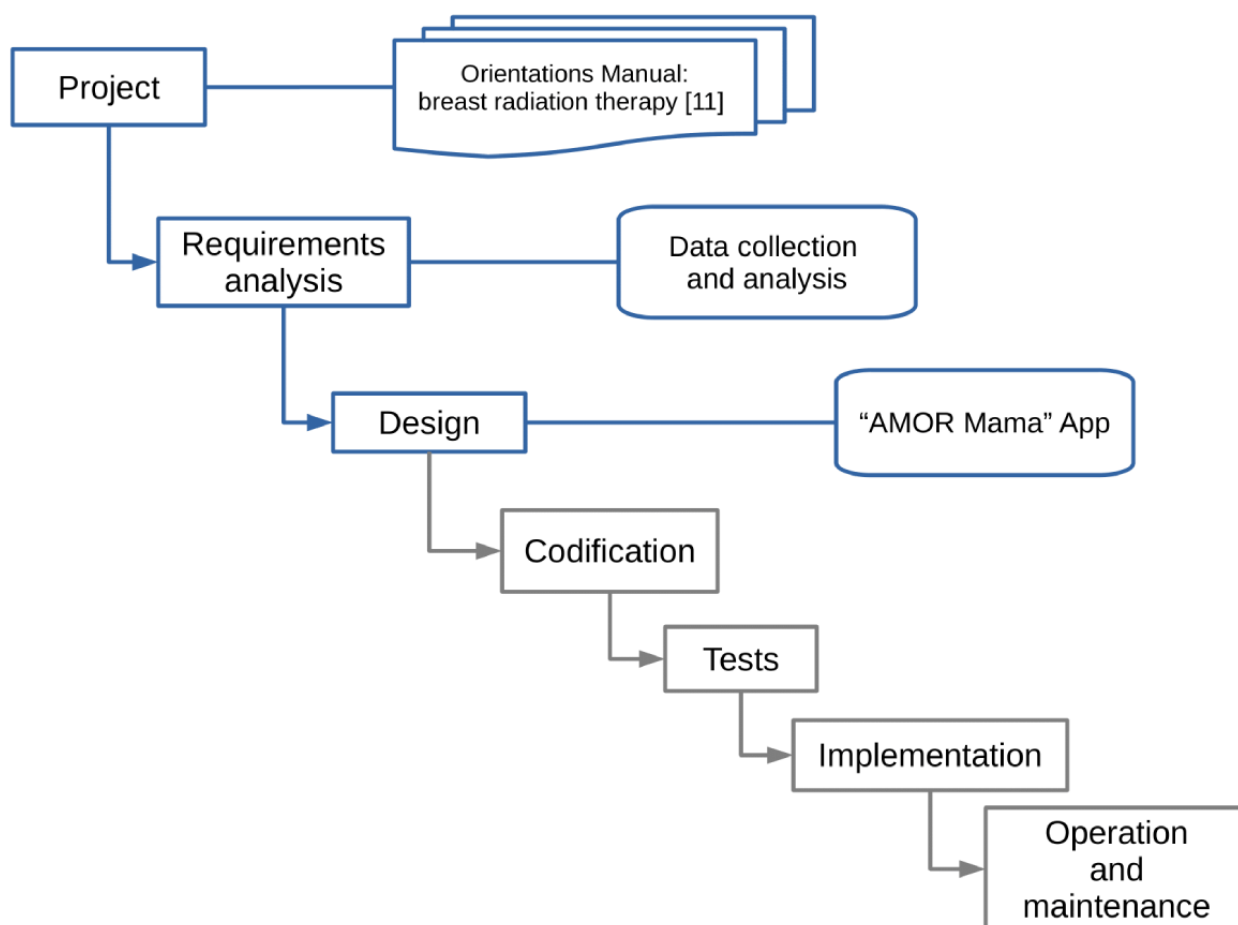 Project
Orientations Manual:
breast radiation therapy [11]
Requirements
analysis
Data collection
and analysis
Design
“AMOR Mama” App
Codification
Tests
Implementation
Operation
and
maintenance